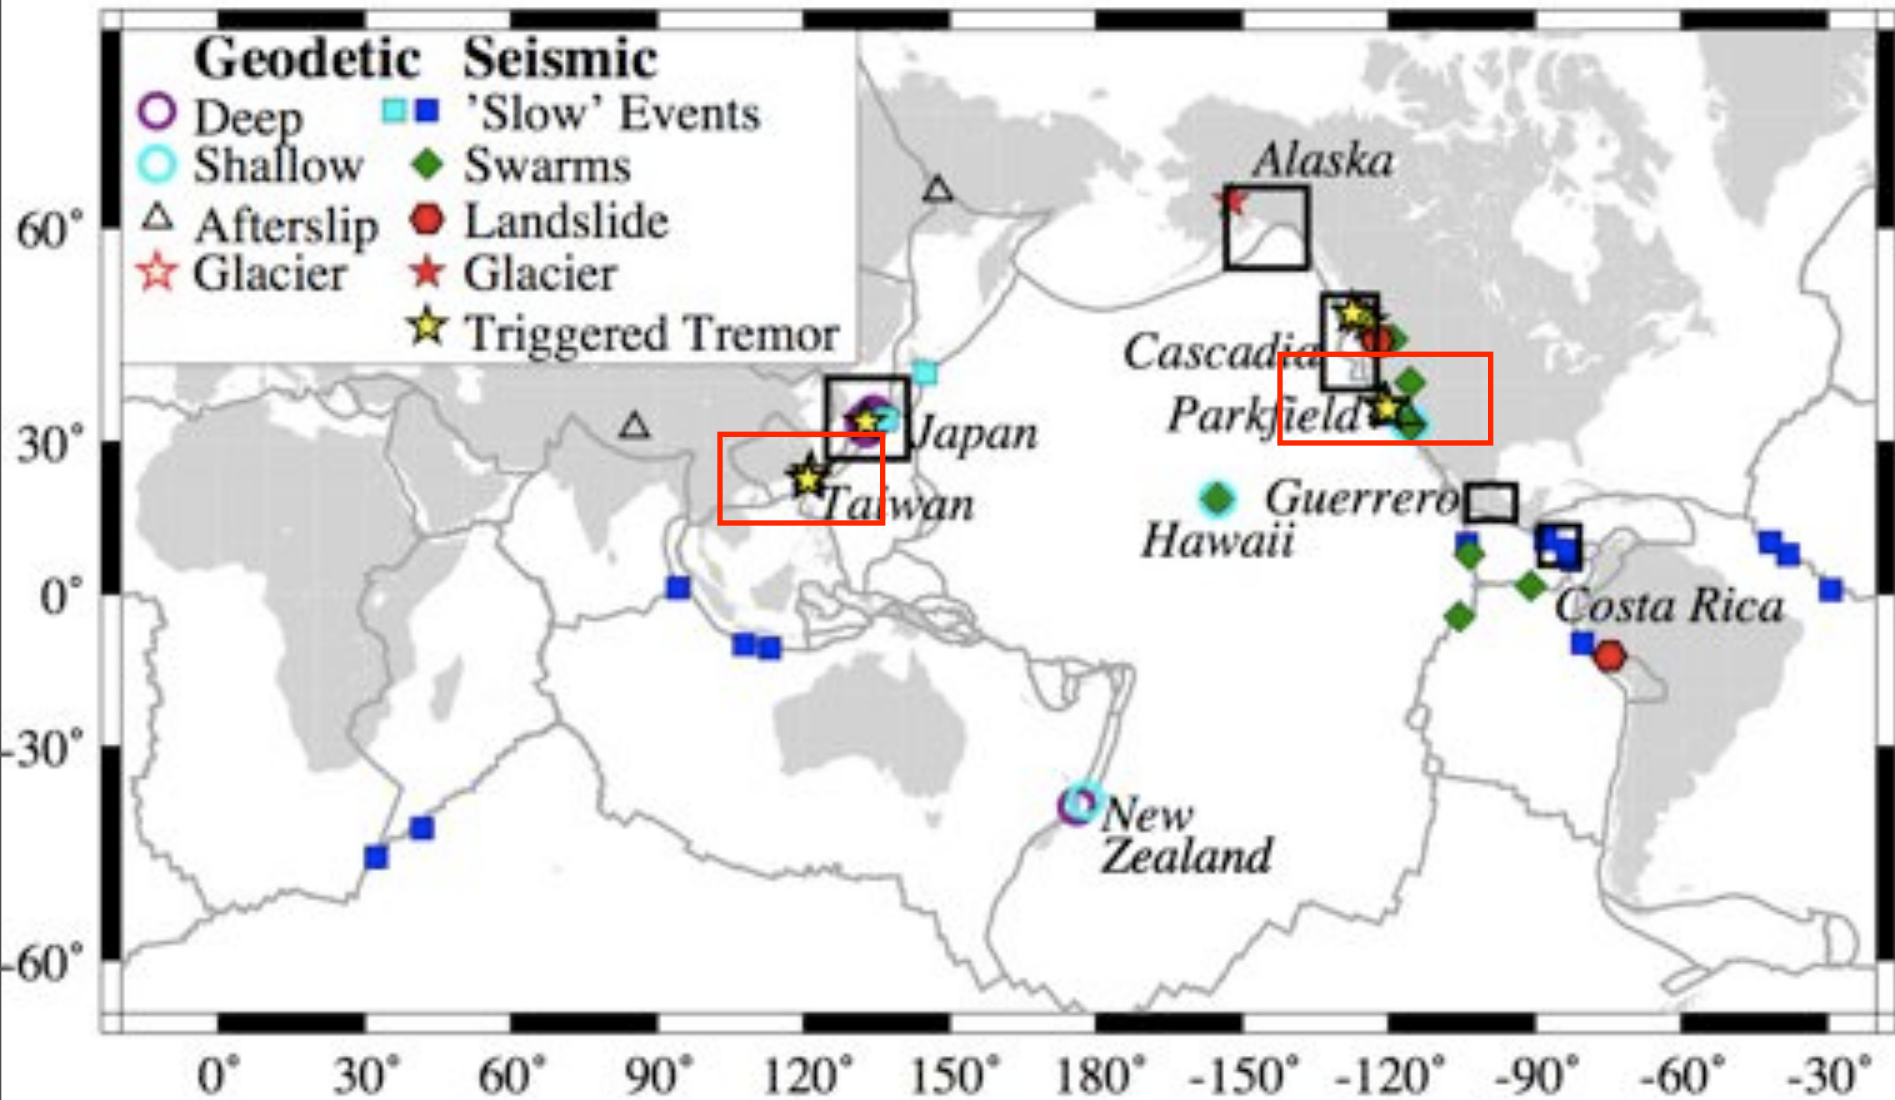 Geodetic Seismic
Deep 'Slow' Events
Shallow Swarms
Afterslip Landslide
Glacier Glacier
Triggered Tremor
Alaska
Cascadia
Parkfield
Japan
Taiwan
Guerrero
Hawaii
Costa Rica
New
Zealand
60°
30°
0°
-30°
-60°
0° 30° 60° 90° 120° 150° 180° -150° -120° -90° -60° -30°